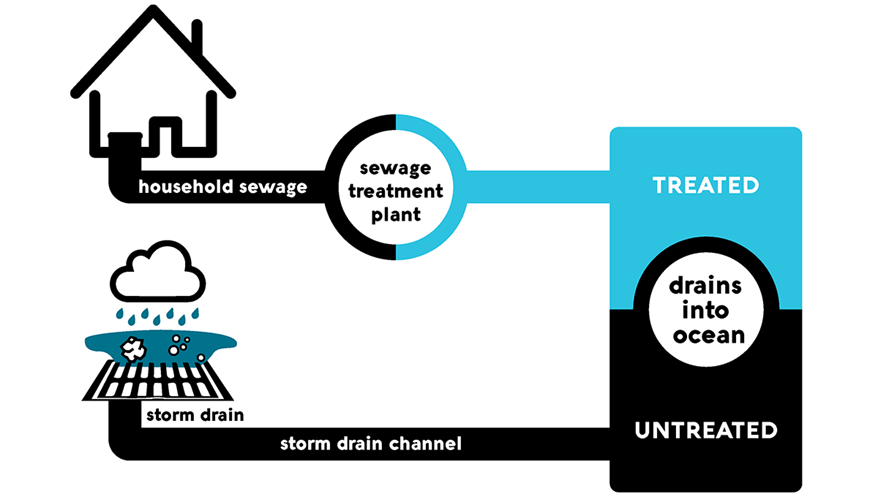 household sewage
sewage
treatment
plant
TREATED
drains
into
ocean
storm drain
storm drain channel
UNTREATED